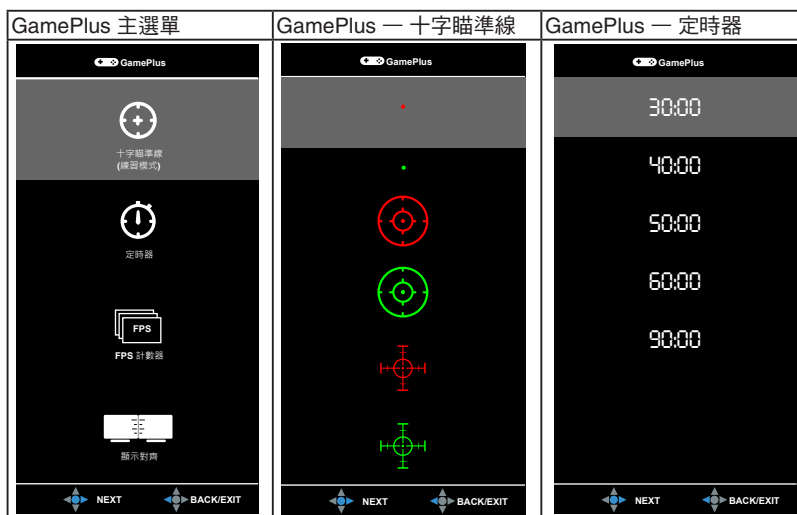 GamePlus 主選單
GamePlus — 十字瞄準線
GamePlus — 定時器
GamePlus
十字瞄準線
(練習模式)
定時器
FPS
FPS 計數器
顯示對齊
NEXT BACK/EXIT
GamePlus
NEXT BACK/EXIT
GamePlus
30:00
40:00
50:00
60:00
90:00
NEXT BACK/EXIT